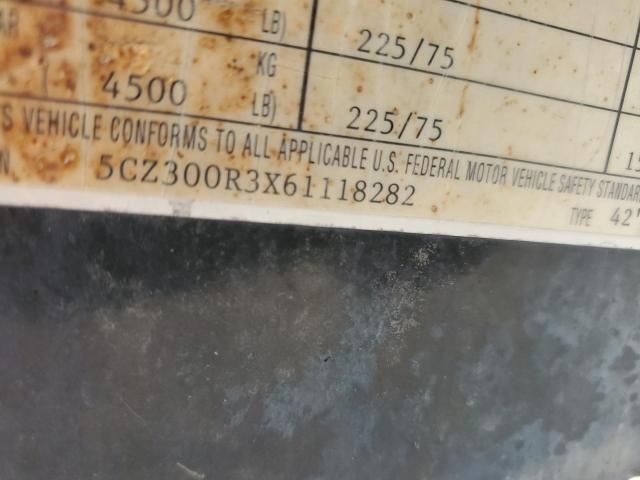 AR 4500 LB) 225/75
KG
( 4500 LB) 225/75
S VEHICLE CONFORMS TO ALL APPLICABLE U.S. FEDERAL MOTOR VEHICLE SAFETY STANDAR
N 5CZ300R3X61118282
TYPE 42